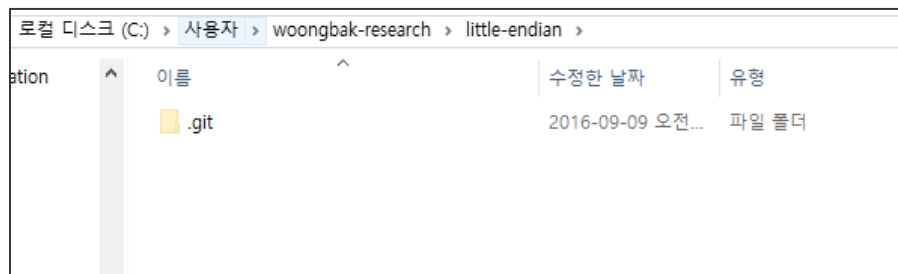 로컬 디스크 (C:) › 사용자 › woongbak-research › little-endian ›
ation
이름 수정한 날짜 유형
.git 2016-09-09 오전... 파일 폴더